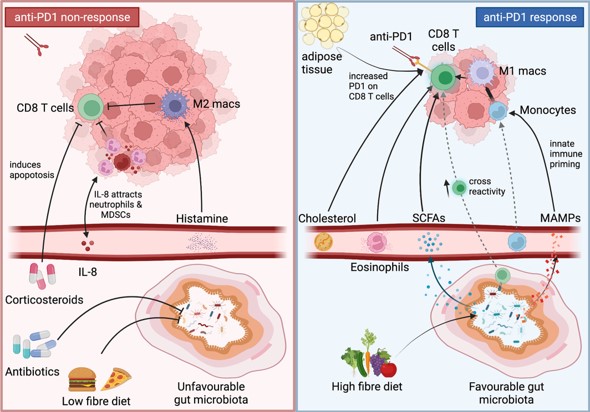 anti-PD1 non-response
CD8 T cells
M2 macs
induces
apopotosis
IL-8 attracts
neutrophils &
MDSCs
Histamine
IL-8
Corticosteroids
Antibiotics
Low fibre diet
Unfavourable
gut microbiota
anti-PD1 response
adipose
tissue
anti-PD1
CD8 T
cells
increased
PD1 on
CD8 T cells
M1 macs
Monocytes
innate
immune
priming
cross
reactivity
Cholesterol
SCFAs
MAMPs
Eosinophils
High fibre diet
Favourable gut
microbiota